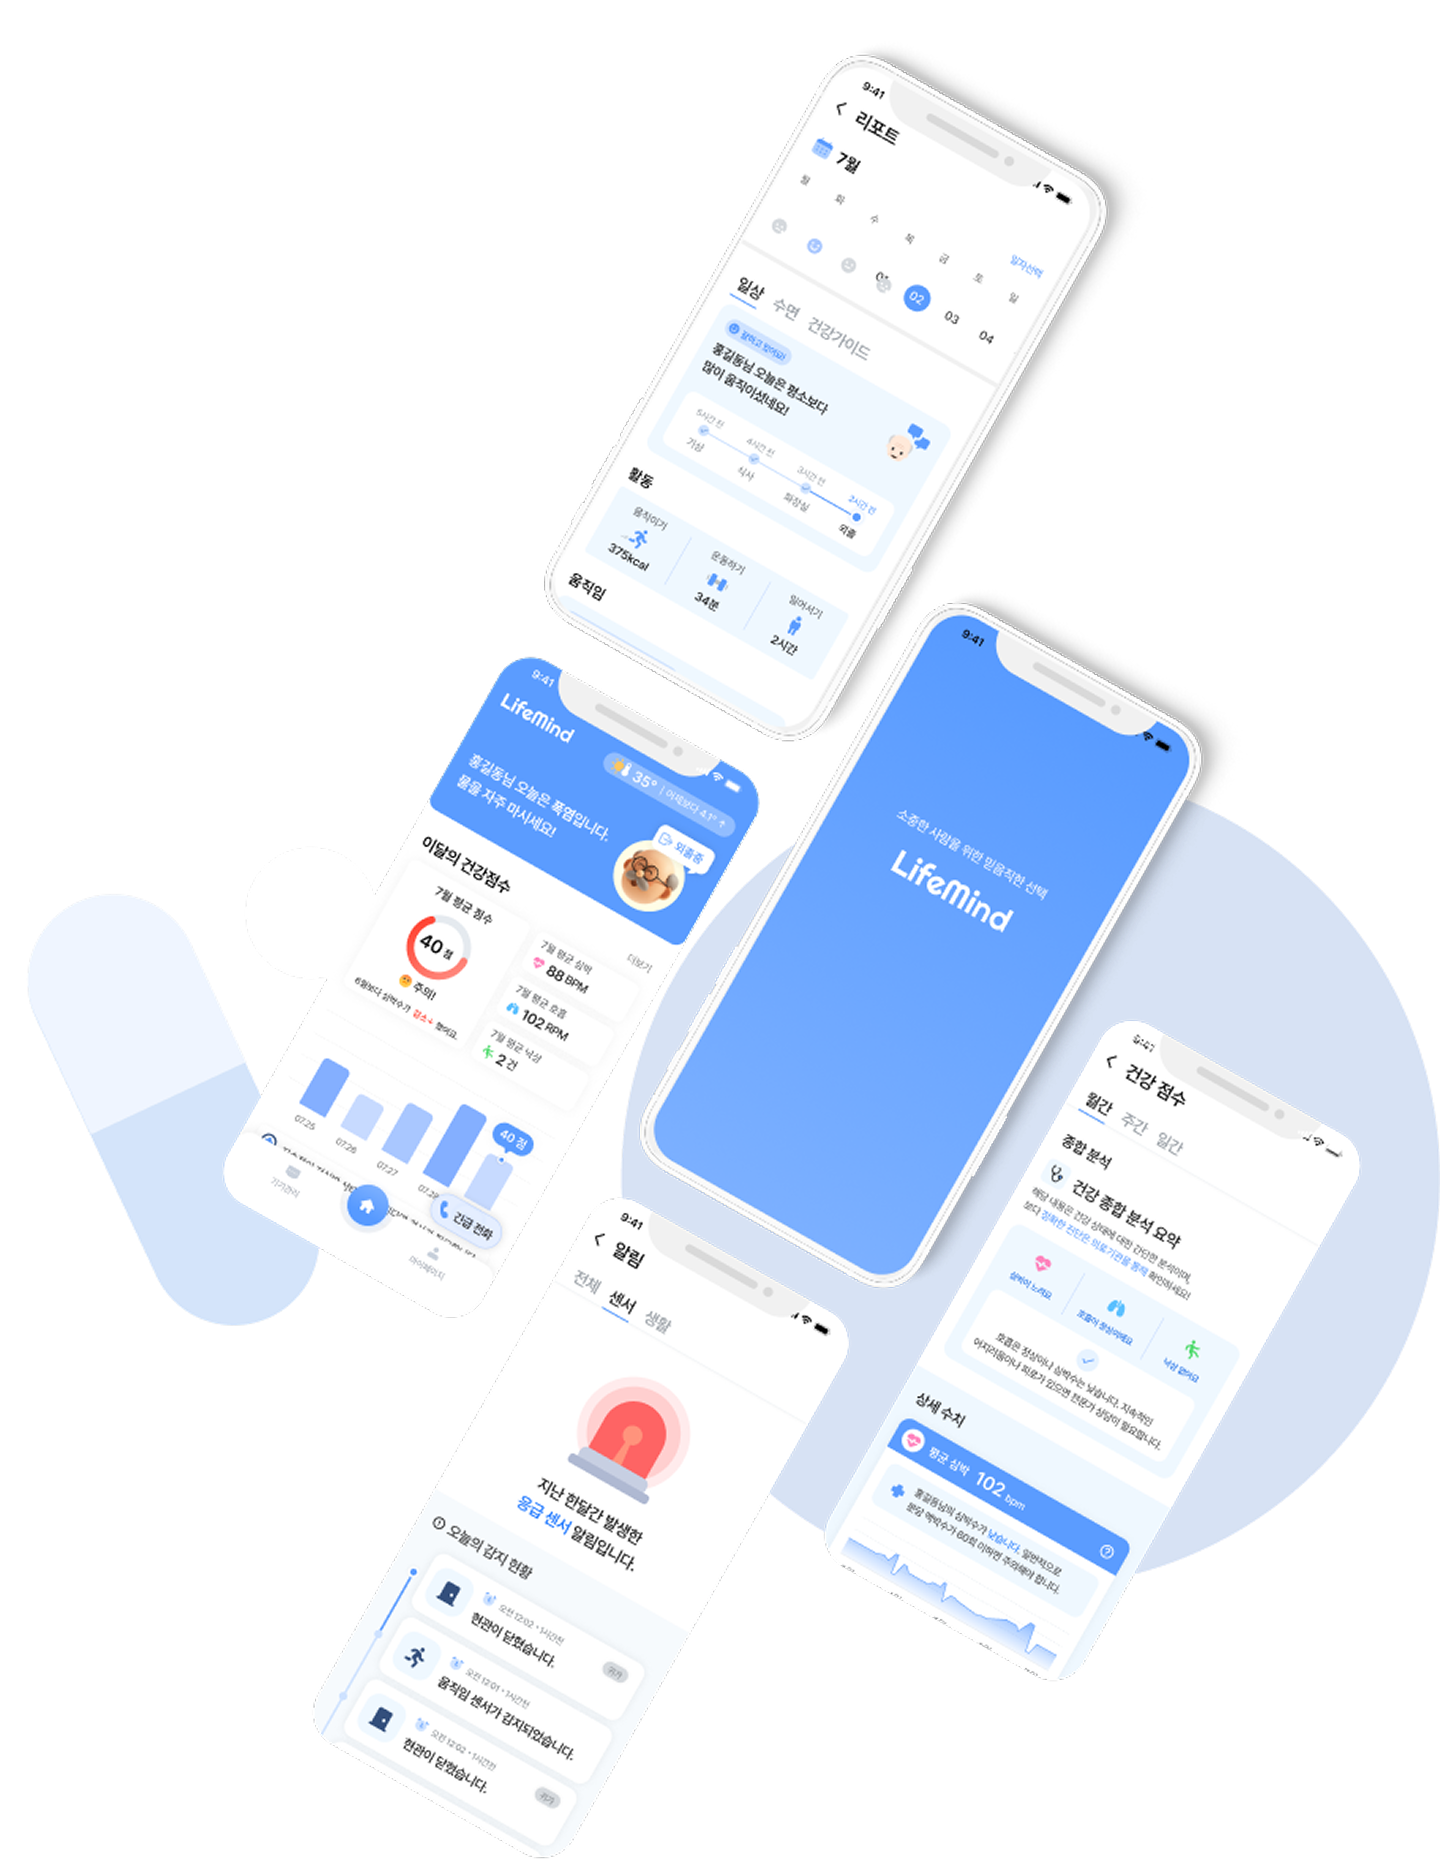 9:41
리포트
7월
월 화 수 목 금 토 일
일자선택
02 03 04
일상 수면 건강가이드
잘하고 있어요!
홍길동님 오늘은 평소보다
많이 움직이셨네요!
5시간 전 4시간 전 3시간 전 2시간 전
기상 식사 화장실 외출
활동
움직이기 운동하기 일어서기
375kcal 34분 2시간
움직임
9:41
LifeMind
35° | 어제보다 4.1° ↑
홍길동님 오늘은 폭염입니다.
물을 자주 마시세요!
외출중
이달의 건강점수
더보기
7월 평균 점수
40 점
주의!
6월보다 심박수가 감소↓ 했어요.
7월 평균 심박
88 BPM
7월 평균 호흡
102 RPM
7월 평균 낙상
2 건
40 점
07.25 07.26 07.27 07.28
긴급 전화
기기관리
마이페이지
9:41
소중한 사람을 위한 믿음직한 선택
LifeMind
9:41
건강 점수
월간 주간 일간
종합 분석
건강 종합 분석 요약
해당 내용은 건강 상태에 대한 간단한 분석이며,
보다 정확한 진단은 의료기관을 통해 확인하세요!
심박이 느려요 호흡이 정상이에요 낙상 없어요
호흡은 정상이나 심박수는 낮습니다. 지속적인
어지러움이나 피로가 있으면 전문가 상담이 필요합니다.
상세 수치
평균 심박 102 bpm
홍길동님의 심박수가 낮습니다. 일반적으로
분당 맥박수가 60회 이하면 주의해야 합니다.
9:41
알림
전체 센서 생활
지난 한달간 발생한
응급 센서 알림입니다.
오늘의 감지 현황
오전 12:02 • 1시간전
현관이 닫혔습니다.
귀가
오전 12:01 • 1시간전
움직임 센서가 감지되었습니다.
오전 12:02 • 1시간전
현관이 닫혔습니다.
귀가